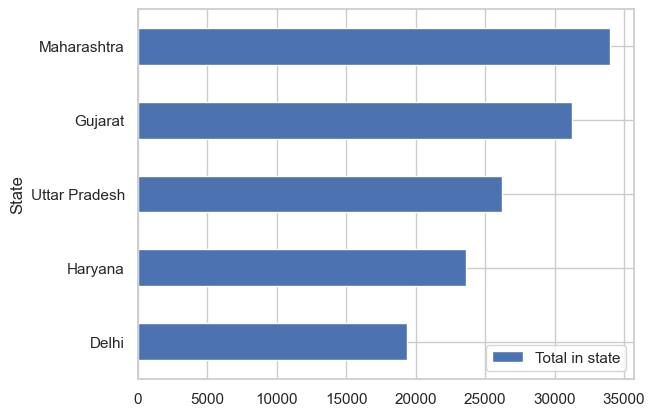 State
Maharashtra
Gujarat
Uttar Pradesh
Haryana
Delhi
Total in state
0 5000 10000 15000 20000 25000 30000 35000